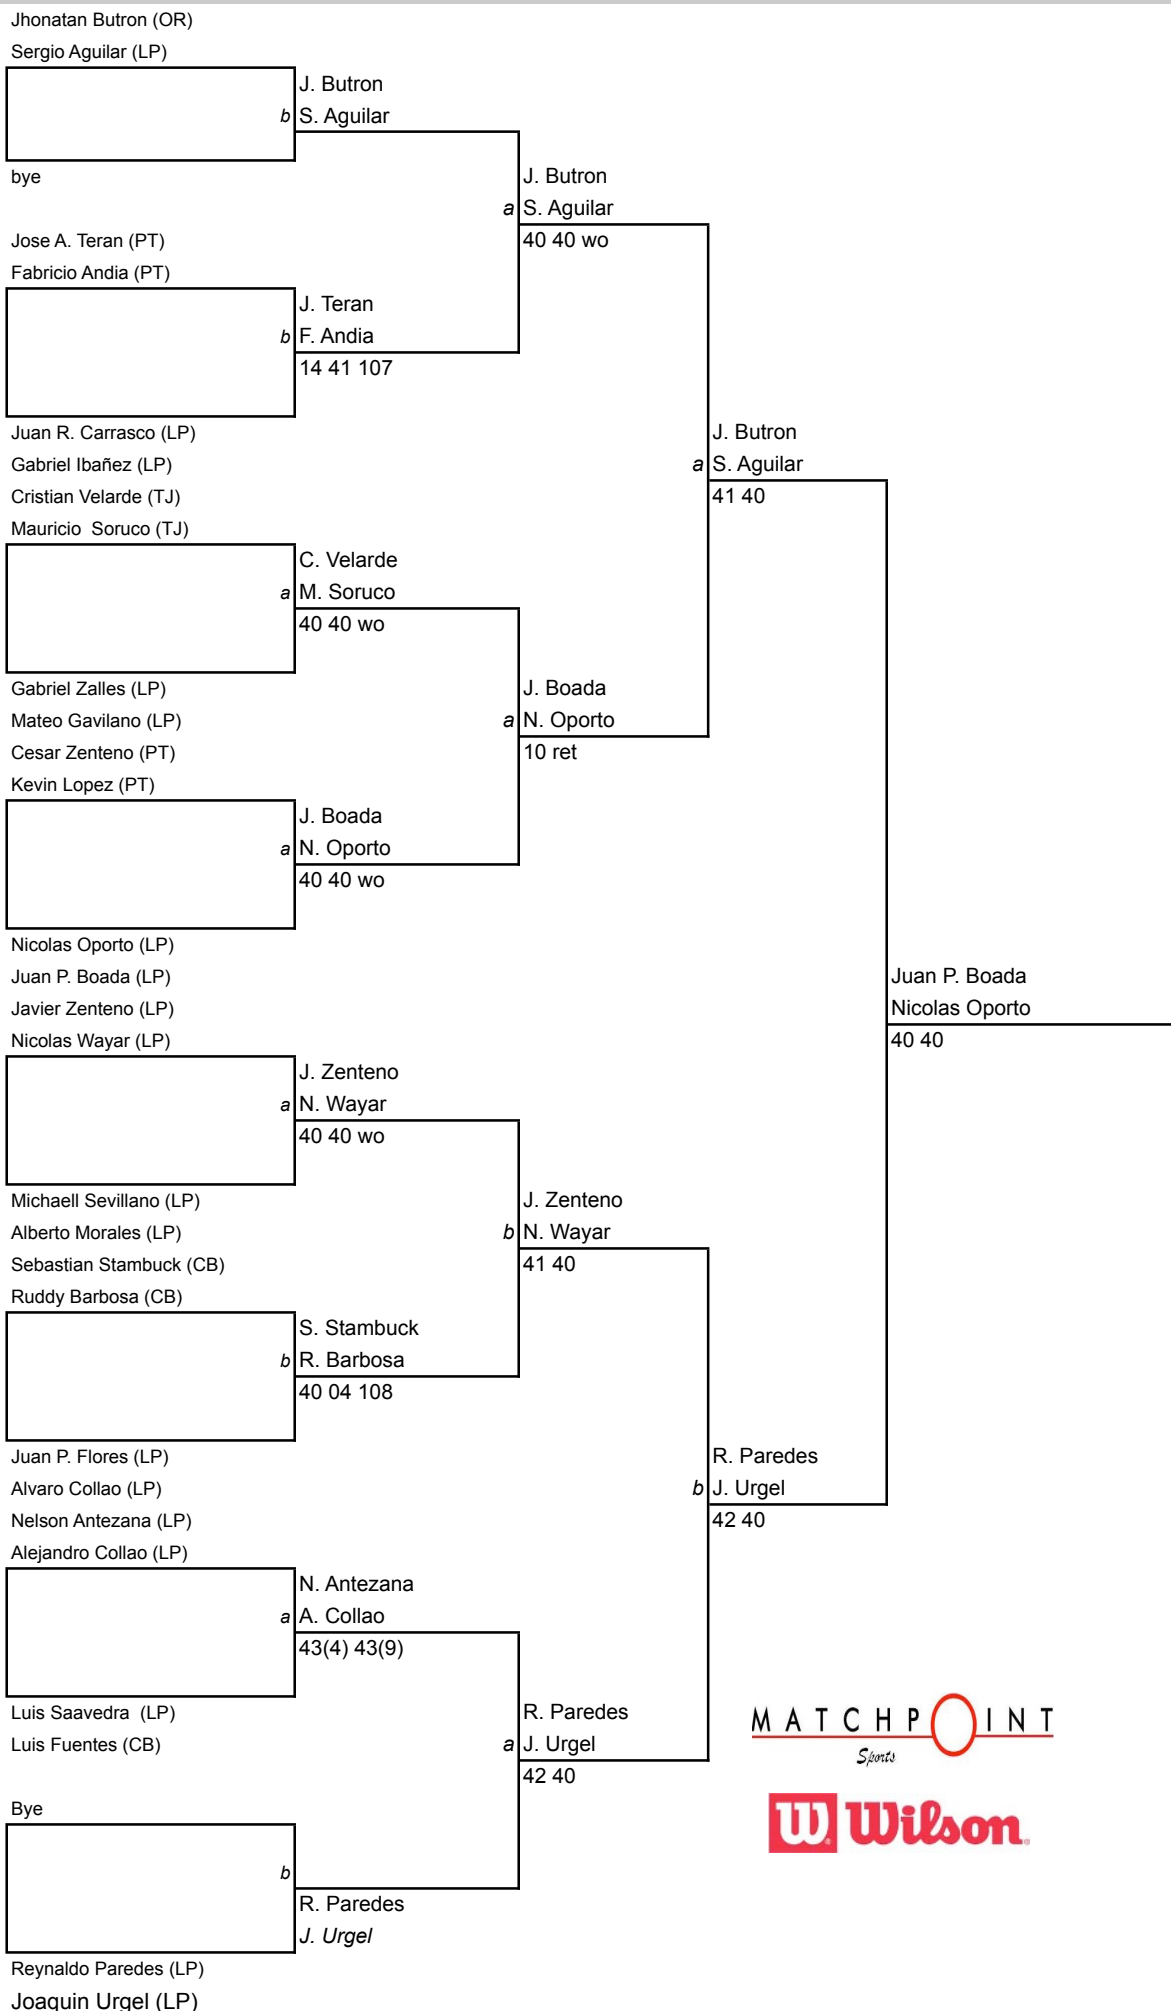 Jhonatan Butron (OR)
Sergio Aguilar (LP)
J. Butron
b S. Aguilar
bye
J. Butron
a S. Aguilar
40 40 wo
Jose A. Teran (PT)
Fabricio Andia (PT)
J. Teran
b F. Andia
14 41 107
Juan R. Carrasco (LP)
J. Butron
Gabriel Ibañez (LP)
a S. Aguilar
Cristian Velarde (TJ)
41 40
Mauricio  Soruco (TJ)
C. Velarde
a M. Soruco
40 40 wo
Gabriel Zalles (LP)
J. Boada
Mateo Gavilano (LP)
a N. Oporto
Cesar Zenteno (PT)
10 ret
Kevin Lopez (PT)
J. Boada
a N. Oporto
40 40 wo
Nicolas Oporto (LP)
Juan P. Boada (LP)
Juan P. Boada
Javier Zenteno (LP)
Nicolas Oporto
Nicolas Wayar (LP)
40 40
J. Zenteno
a N. Wayar
40 40 wo
Michaell Sevillano (LP)
J. Zenteno
Alberto Morales (LP)
b N. Wayar
Sebastian Stambuck (CB)
41 40
Ruddy Barbosa (CB)
S. Stambuck
b R. Barbosa
40 04 108
Juan P. Flores (LP)
R. Paredes
Alvaro Collao (LP)
b J. Urgel
Nelson Antezana (LP)
42 40
Alejandro Collao (LP)
N. Antezana
a A. Collao
43(4) 43(9)
Luis Saavedra  (LP)
R. Paredes
MATCHPOINT
Luis Fuentes (CB)
a J. Urgel
Sports
42 40
Bye
W Wilson
b
R. Paredes
J. Urgel
Reynaldo Paredes (LP)
Joaquin Urgel (LP)